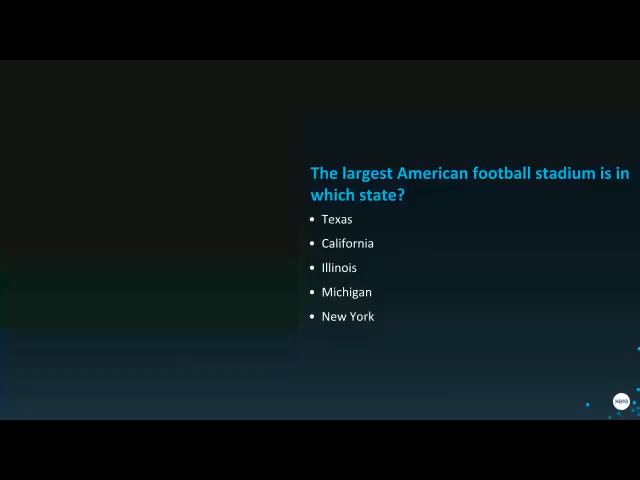 The largest American football stadium is in
which state?
• Texas
• California
• Illinois
• Michigan
• New York